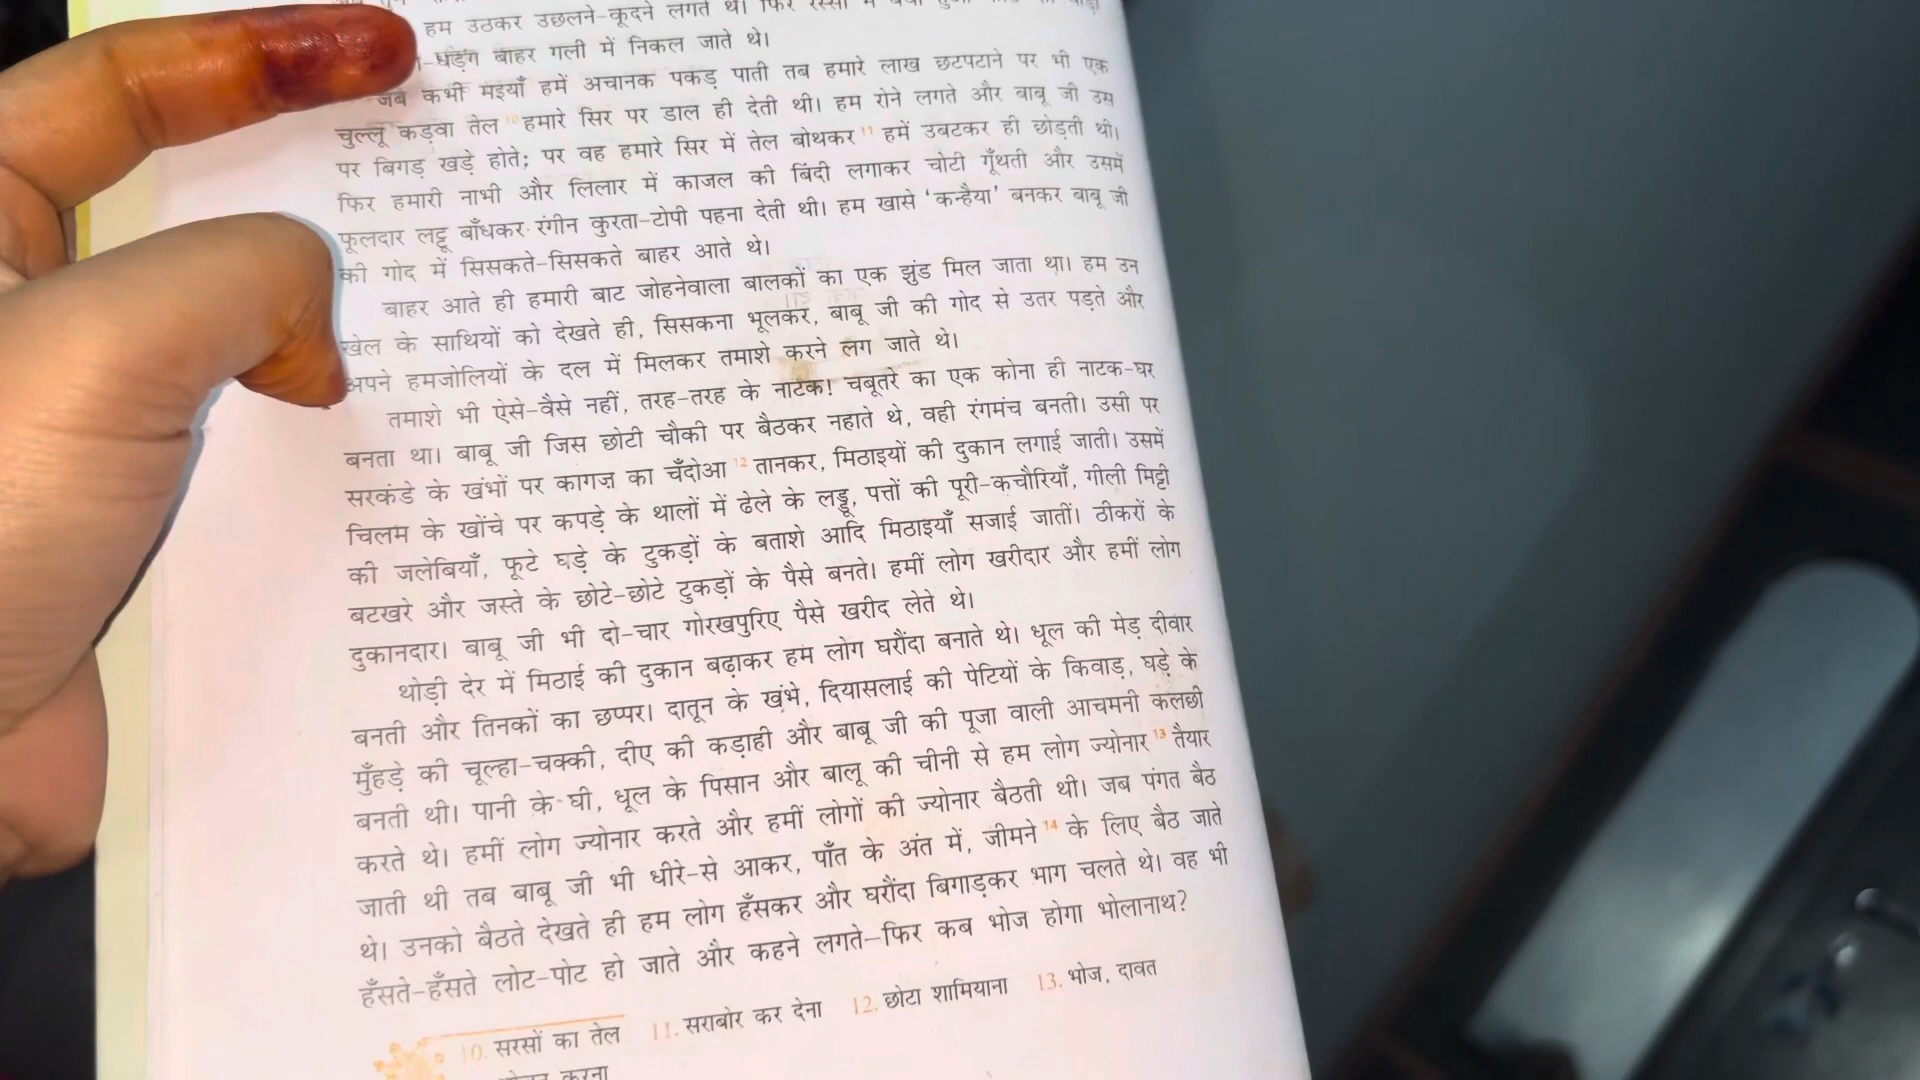 हम उठकर उछलने-कूदने लगते थे। फिर रस्सी में
-धड़ंग बाहर गली में निकल जाते थे।
जब कभी मइयाँ हमें अचानक पकड़ पाती तब हमारे लाख छटपटाने पर भी एक
चुल्लू कड़वा तेल 10 हमारे सिर पर डाल ही देती थी। हम रोने लगते और बाबू जी उस
पर बिगड़ खड़े होते; पर वह हमारे सिर में तेल बोथकर 11 हमें उबटकर ही छोड़ती थी।
फिर हमारी नाभी और लिलार में काजल की बिंदी लगाकर चोटी गूँथती और उसमें
फूलदार लट्टू बाँधकर रंगीन कुरता-टोपी पहना देती थी। हम खासे ‘कन्हैया’ बनकर बाबू जी
की गोद में सिसकते-सिसकते बाहर आते थे।
बाहर आते ही हमारी बाट जोहनेवाला बालकों का एक झुंड मिल जाता था। हम उन
खेल के साथियों को देखते ही, सिसकना भूलकर, बाबू जी की गोद से उतर पड़ते और
अपने हमजोलियों के दल में मिलकर तमाशे करने लग जाते थे।
तमाशे भी ऐसे-वैसे नहीं, तरह-तरह के नाटक! चबूतरे का एक कोना ही नाटक-घर
बनता था। बाबू जी जिस छोटी चौकी पर बैठकर नहाते थे, वही रंगमंच बनती। उसी पर
सरकंडे के खंभों पर कागज़ का चँदोआ 12 तानकर, मिठाइयों की दुकान लगाई जाती। उसमें
चिलम के खोंचे पर कपड़े के थालों में ढेले के लड्डू, पत्तों की पूरी-कचौरियाँ, गीली मिट्टी
की जलेबियाँ, फूटे घड़े के टुकड़ों के बताशे आदि मिठाइयाँ सजाई जातीं। ठीकरों के
बटखरे और जस्ते के छोटे-छोटे टुकड़ों के पैसे बनते। हमीं लोग खरीदार और हमीं लोग
दुकानदार। बाबू जी भी दो-चार गोरखपुरिए पैसे खरीद लेते थे।
थोड़ी देर में मिठाई की दुकान बढ़ाकर हम लोग घरौंदा बनाते थे। धूल की मेड़ दीवार
बनती और तिनकों का छप्पर। दातून के खंभे, दियासलाई की पेटियों के किवाड़, घड़े के
मुँहड़े की चूल्हा-चक्की, दीए की कड़ाही और बाबू जी की पूजा वाली आचमनी कलछी
बनती थी। पानी के घी, धूल के पिसान और बालू की चीनी से हम लोग ज्योनार 13 तैयार
करते थे। हमीं लोग ज्योनार करते और हमीं लोगों की ज्योनार बैठती थी। जब पंगत बैठ
जाती थी तब बाबू जी भी धीरे-से आकर, पाँत के अंत में, जीमने 14 के लिए बैठ जाते
थे। उनको बैठते देखते ही हम लोग हँसकर और घरौंदा बिगाड़कर भाग चलते थे। वह भी
हँसते-हँसते लोट-पोट हो जाते और कहने लगते-फिर कब भोज होगा भोलानाथ?
10. सरसों का तेल 11. सराबोर कर देना 12. छोटा शामियाना 13. भोज, दावत
करना